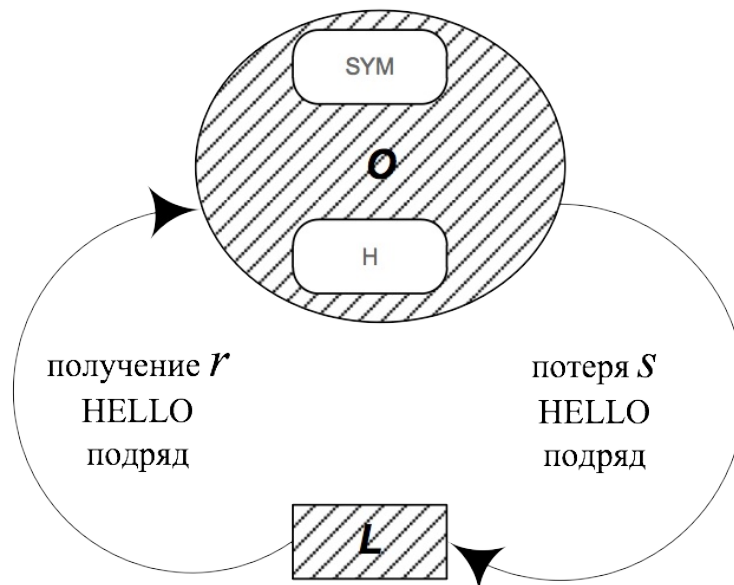 SYM
O
H
получение r
HELLO
подряд
потеря s
HELLO
подряд
L